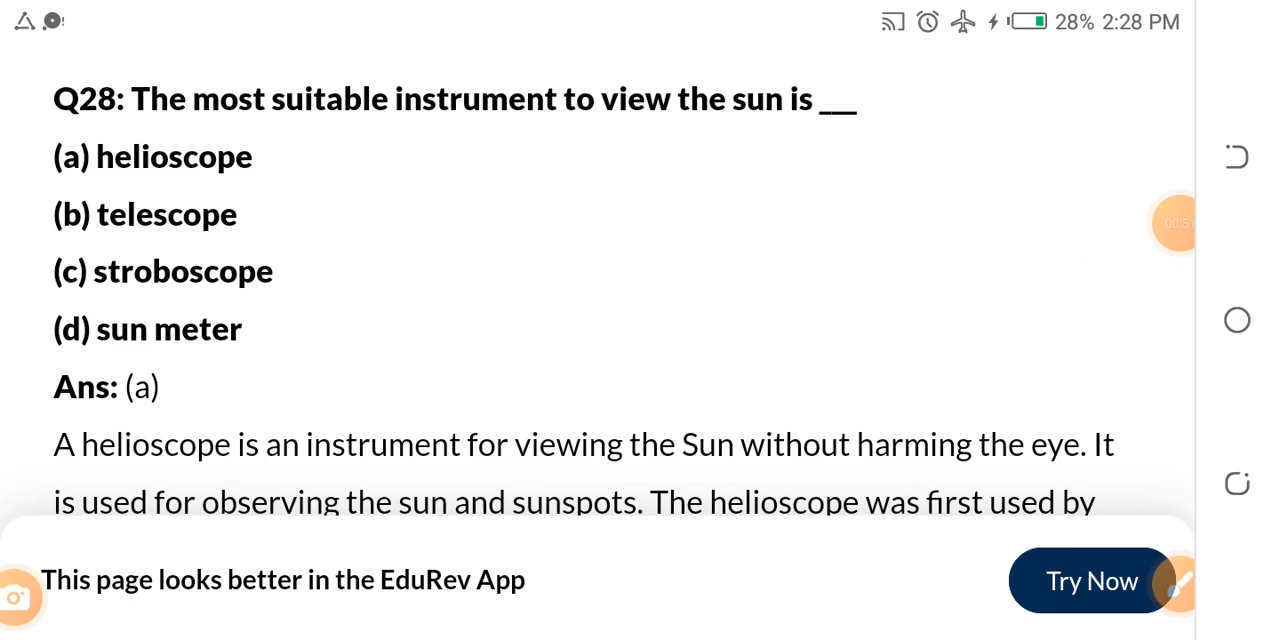 28% 2:28 PM
Q28: The most suitable instrument to view the sun is ___
(a) helioscope
(b) telescope
(c) stroboscope
(d) sun meter
Ans: (a)
A helioscope is an instrument for viewing the Sun without harming the eye. It
is used for observing the sun and sunspots. The helioscope was first used by
This page looks better in the EduRev App
Try Now